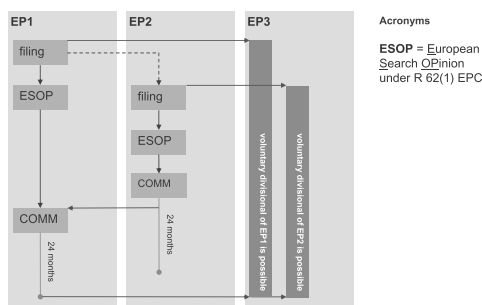 EP1
EP2
EP3
Acronyms
filing
ESOP = European
Search OPinion
under R 62(1) EPC
ESOP
filing
ESOP
COMM
COMM
24 months
24 months
voluntary divisional of EP1 is possible
voluntary divisional of EP2 is possible